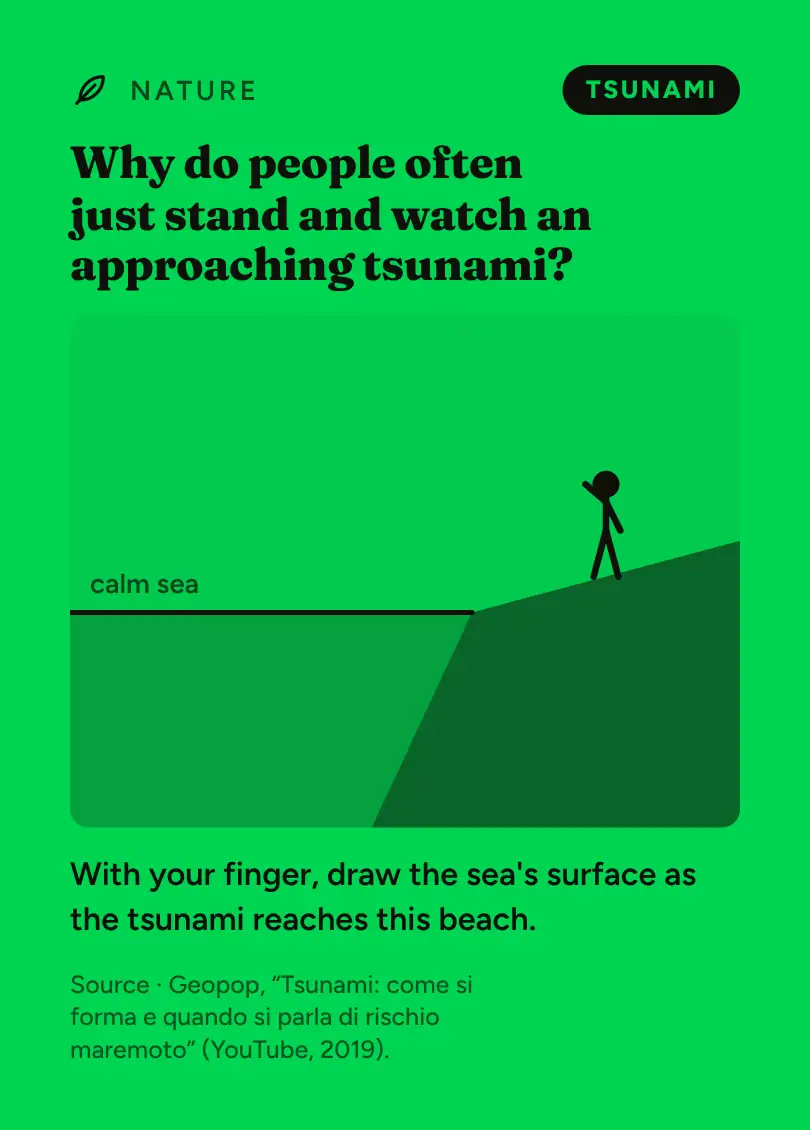 NATURE
TSUNAMI
Why do people often
just stand and watch an
approaching tsunami?
calm sea
With your finger, draw the sea's surface as
the tsunami reaches this beach.
Source · Geopop, “Tsunami: come si
forma e quando si parla di rischio
maremoto” (YouTube, 2019).